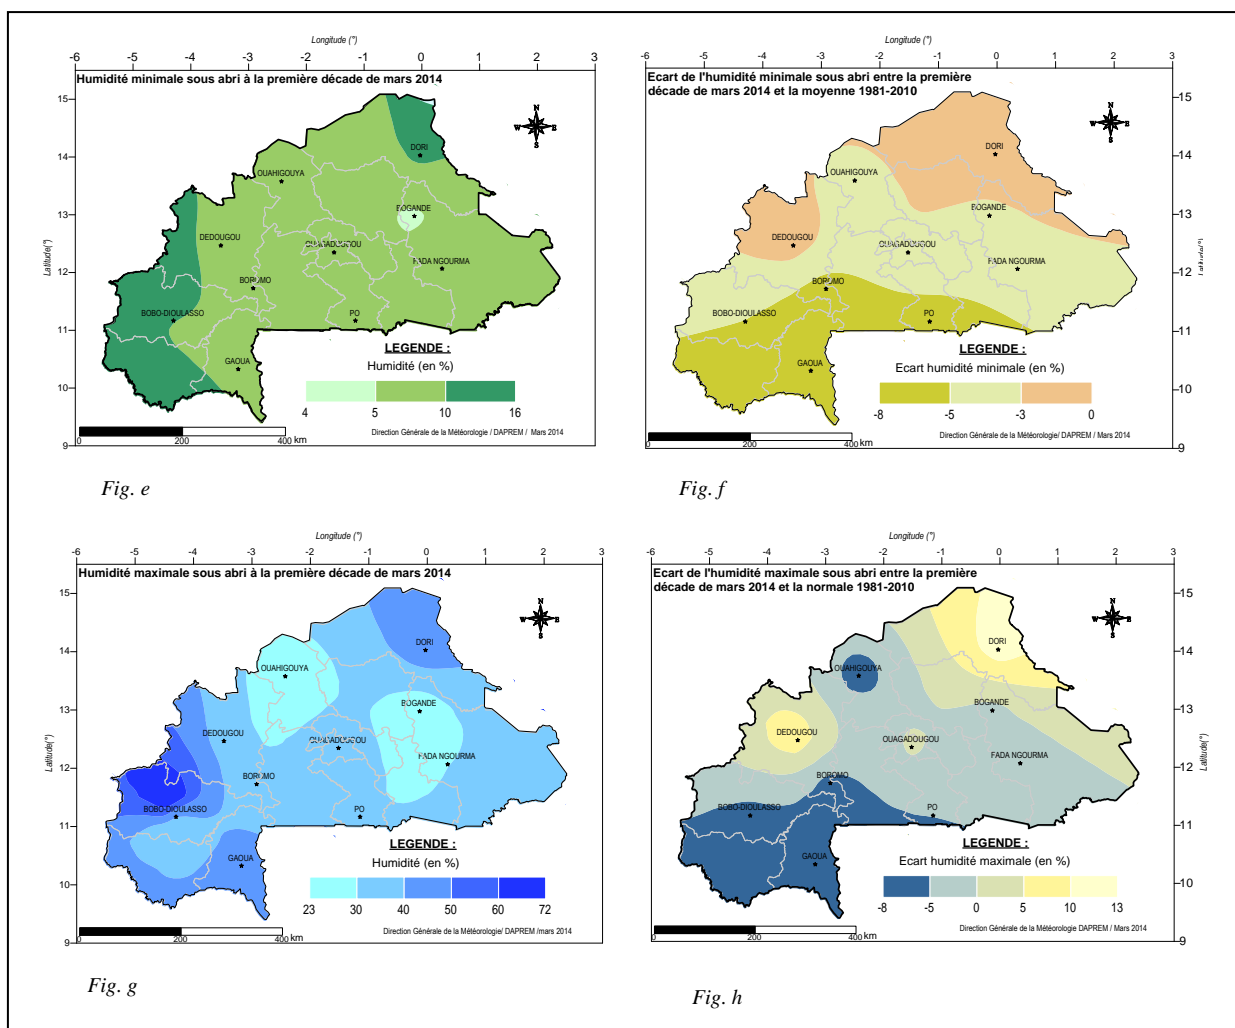 Longitude (°)
-6 -5 -4 -3 -2 -1 0 1 2 3
Humidité minimale sous abri à la première décade de mars 2014
15
14
13
12
11
10
9
Latitude(°)
N
W E
S
DORI
OUAHIGOUYA
BOGANDE
DEDOUGOU
OUAGADOUGOU
FADA NGOURMA
BOROMO
BOBO-DIOULASSO
PO
GAOUA
LEGENDE :
Humidité (en %)
4 5 10 16
0 200 400 km
Direction Générale de la Météorologie / DAPREM / Mars 2014
Fig. e
Longitude (°)
-6 -5 -4 -3 -2 -1 0 1 2 3
Ecart de l'humidité minimale sous abri entre la première
décade de mars 2014 et la moyenne 1981-2010
15
14
13
12
11
10
9
Latitude(°)
N
W E
S
DORI
OUAHIGOUYA
BOGANDE
DEDOUGOU
OUAGADOUGOU
FADA NGOURMA
BOROMO
BOBO-DIOULASSO
PO
GAOUA
LEGENDE :
Ecart humidité minimale (en %)
-8 -5 -3 0
0 200 400 km
Direction Générale de la Météorologie/ DAPREM / Mars 2014
Fig. f
Longitude (°)
-6 -5 -4 -3 -2 -1 0 1 2 3
Humidité maximale sous abri à la première décade de mars 2014
15
14
13
12
11
10
9
Latitude(°)
N
W E
S
DORI
OUAHIGOUYA
BOGANDE
DEDOUGOU
OUAGADOUGOU
FADA NGOURMA
BOROMO
BOBO-DIOULASSO
PO
GAOUA
LEGENDE :
Humidité (en %)
23 30 40 50 60 72
0 200 400 km
Direction Générale de la Météorologie/ DAPREM /mars 2014
Fig. g
Longitude (°)
-6 -5 -4 -3 -2 -1 0 1 2 3
Ecart de l'humidité maximale sous abri entre la première
décade de mars 2014 et la normale 1981-2010
15
14
13
12
11
10
9
Latitude(°)
N
W E
S
DORI
OUAHIGOUYA
BOGANDE
DEDOUGOU
OUAGADOUGOU
FADA NGOURMA
BOROMO
BOBO-DIOULASSO
PO
GAOUA
LEGENDE :
Ecart humidité maximale (en %)
-8 -5 0 5 10 13
0 200 400 km
Direction Générale de la Météorologie DAPREM / Mars 2014
Fig. h